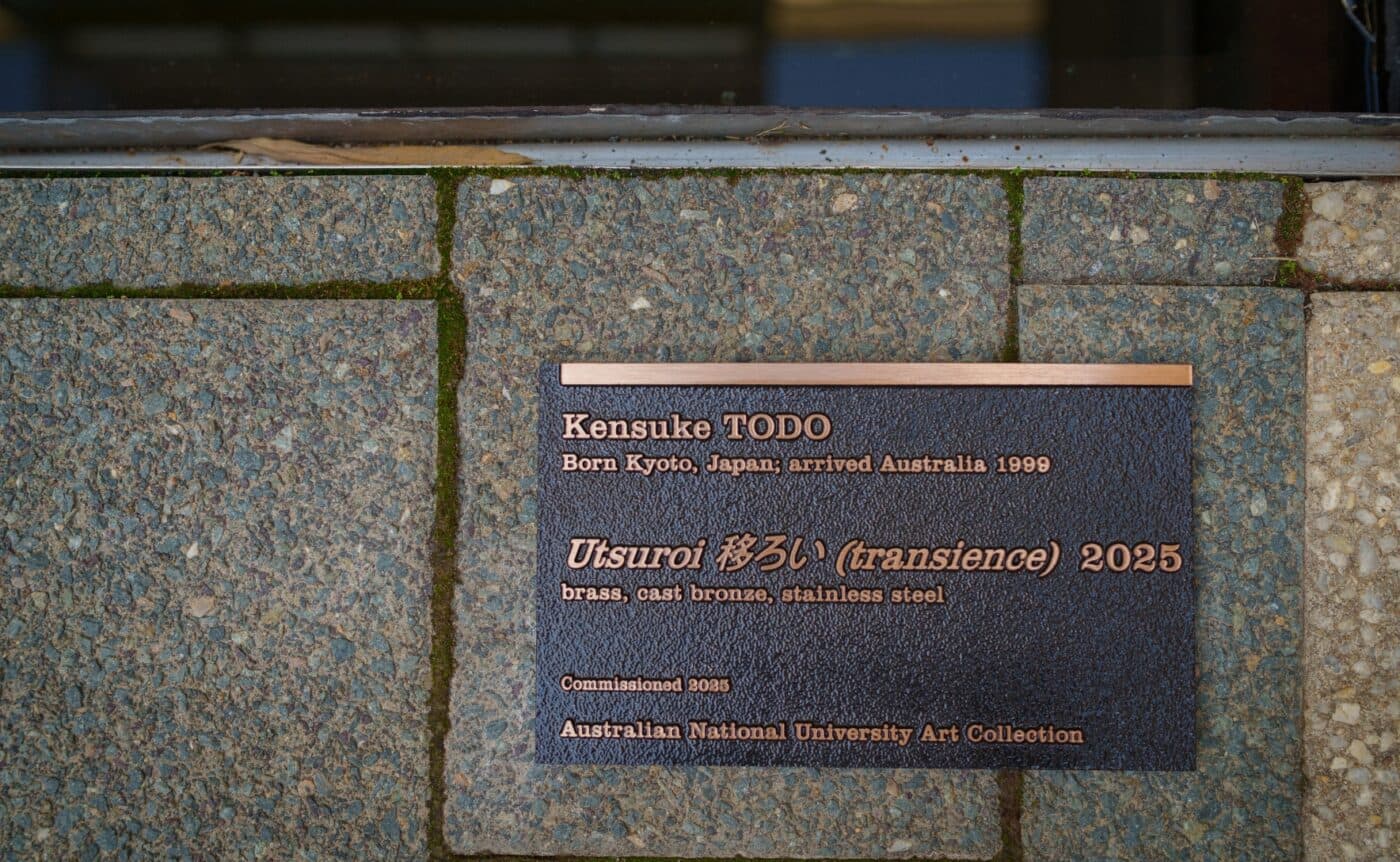 Kensuke TODO
Born Kyoto, Japan; arrived Australia 1999
Utsuroi 移ろい (transience) 2025
brass, cast bronze, stainless steel
Commissioned 2025
Australian National University Art Collection